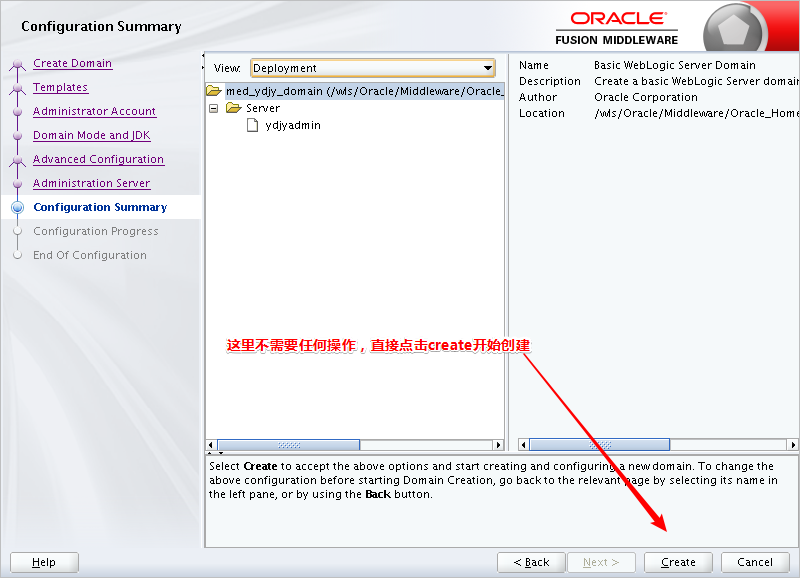 Configuration Summary
ORACLE
FUSION MIDDLEWARE
Create Domain
Templates
Administrator Account
Domain Mode and JDK
Advanced Configuration
Administration Server
Configuration Summary
Configuration Progress
End Of Configuration
View: Deployment
med_ydjy_domain (/wls/Oracle/Middleware/Oracle_
Server
ydjyadmin
Name Basic WebLogic Server Domain
Description Create a basic WebLogic Server domain
Author Oracle Corporation
Location /wls/Oracle/Middleware/Oracle_Home
这里不需要任何操作，直接点击create开始创建
Select Create to accept the above options and start creating and configuring a new domain. To change the
above configuration before starting Domain Creation, go back to the relevant page by selecting its name in
the left pane, or by using the Back button.
Help
< Back
Next >
Create
Cancel